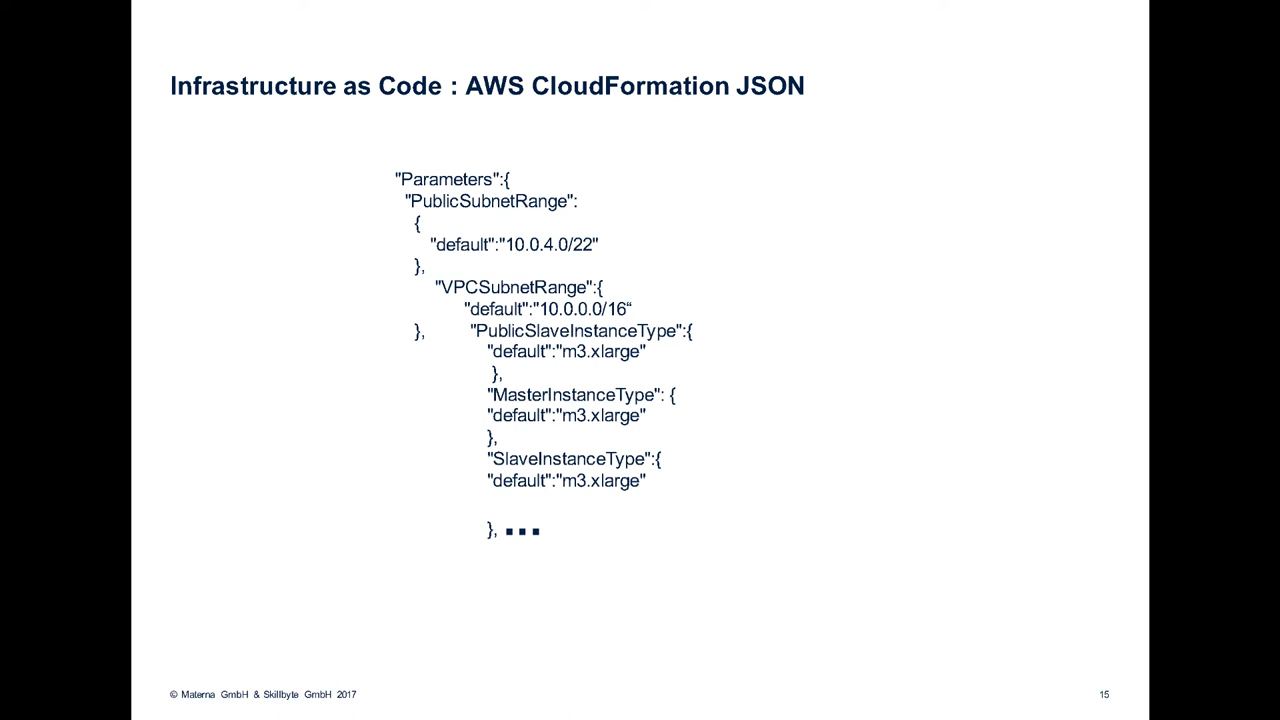 Infrastructure as Code : AWS CloudFormation JSON
"Parameters":{
"PublicSubnetRange":
{
"default":"10.0.4.0/22"
},
"VPCSubnetRange":{
"default":"10.0.0.0/16“
}, "PublicSlaveInstanceType":{
"default":"m3.xlarge"
},
"MasterInstanceType": {
"default":"m3.xlarge"
},
"SlaveInstanceType":{
"default":"m3.xlarge"
}, ...
© Materna GmbH & Skillbyte GmbH 2017
15